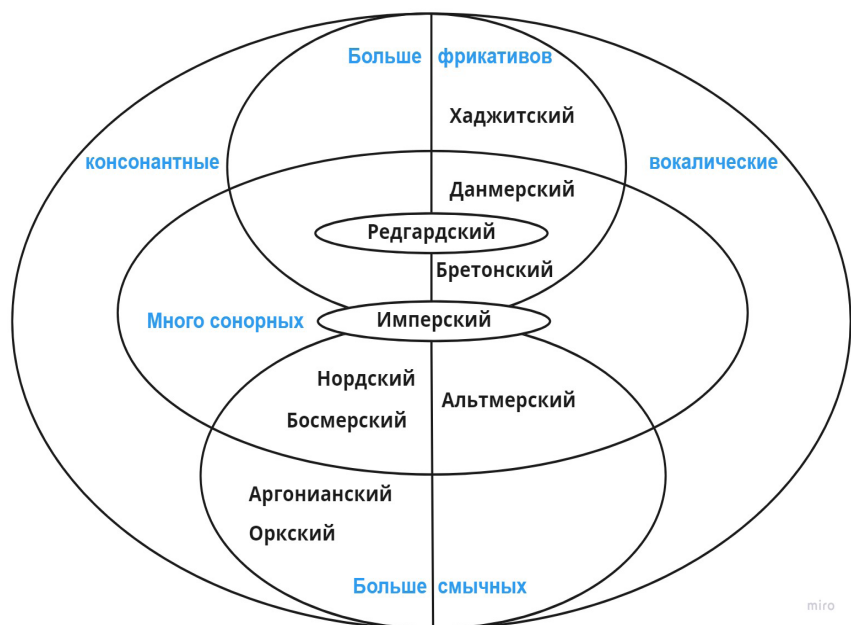 Больше фрикативов
Хаджитский
консонантные
вокалические
Данмерский
Редгардский
Бретонский
Много сонорных
Имперский
Нордский
Альтмерский
Босмерский
Аргонианский
Оркский
Больше смычных
miro